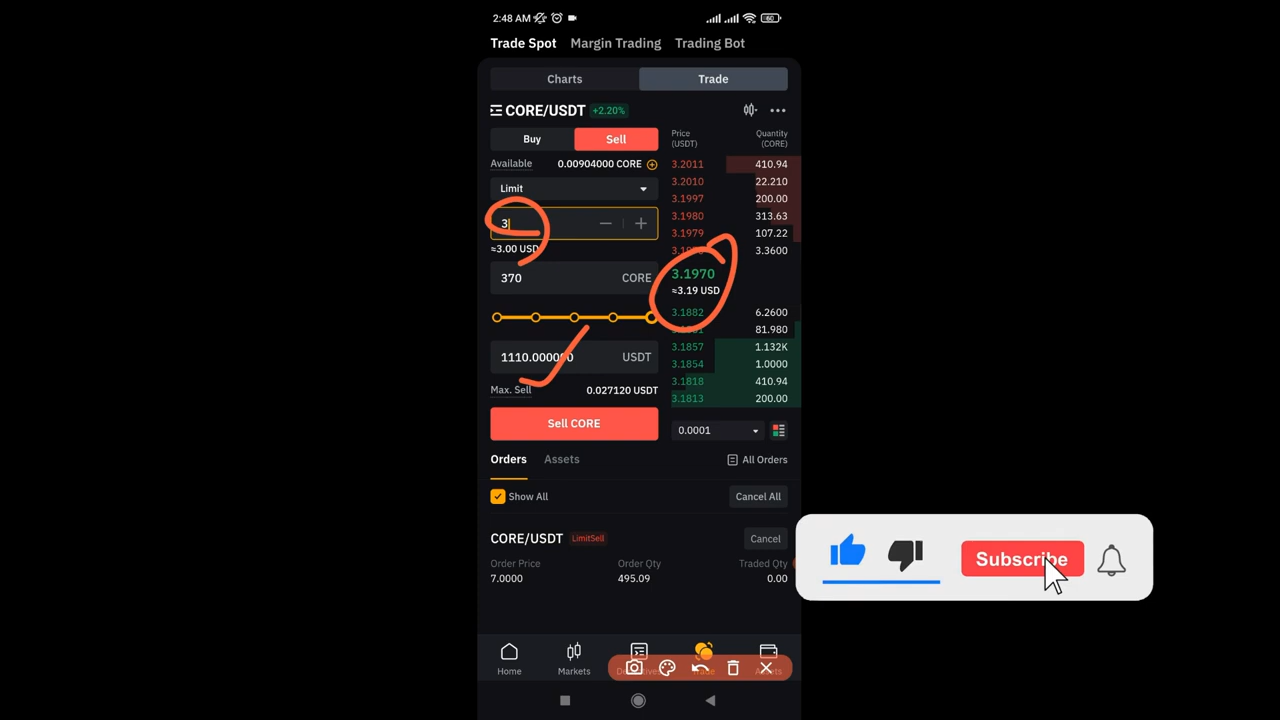 2:48 AM
60
Trade Spot Margin Trading Trading Bot
Charts Trade
CORE/USDT +2.20%
Buy Sell
Price (USDT) Quantity (CORE)
Available 0.00904000 CORE
3.2011 410.94
Limit
3.2010 22.210
3.1997 200.00
3
3.1980 313.63
3.1979 107.22
≈3.00 USD
3.3600
370 CORE
3.1970
≈3.19 USD
3.1882 6.2600
81.980
1110.000000 USDT
3.1857 1.132K
3.1854 1.0000
Max. Sell 0.027120 USDT
3.1818 410.94
3.1813 200.00
Sell CORE
0.0001
Orders Assets All Orders
Show All Cancel All
CORE/USDT LimitSell Cancel
Order Price Order Qty Traded Qty
7.0000 495.09 0.00
Subscribe
Home Markets Trade Assets